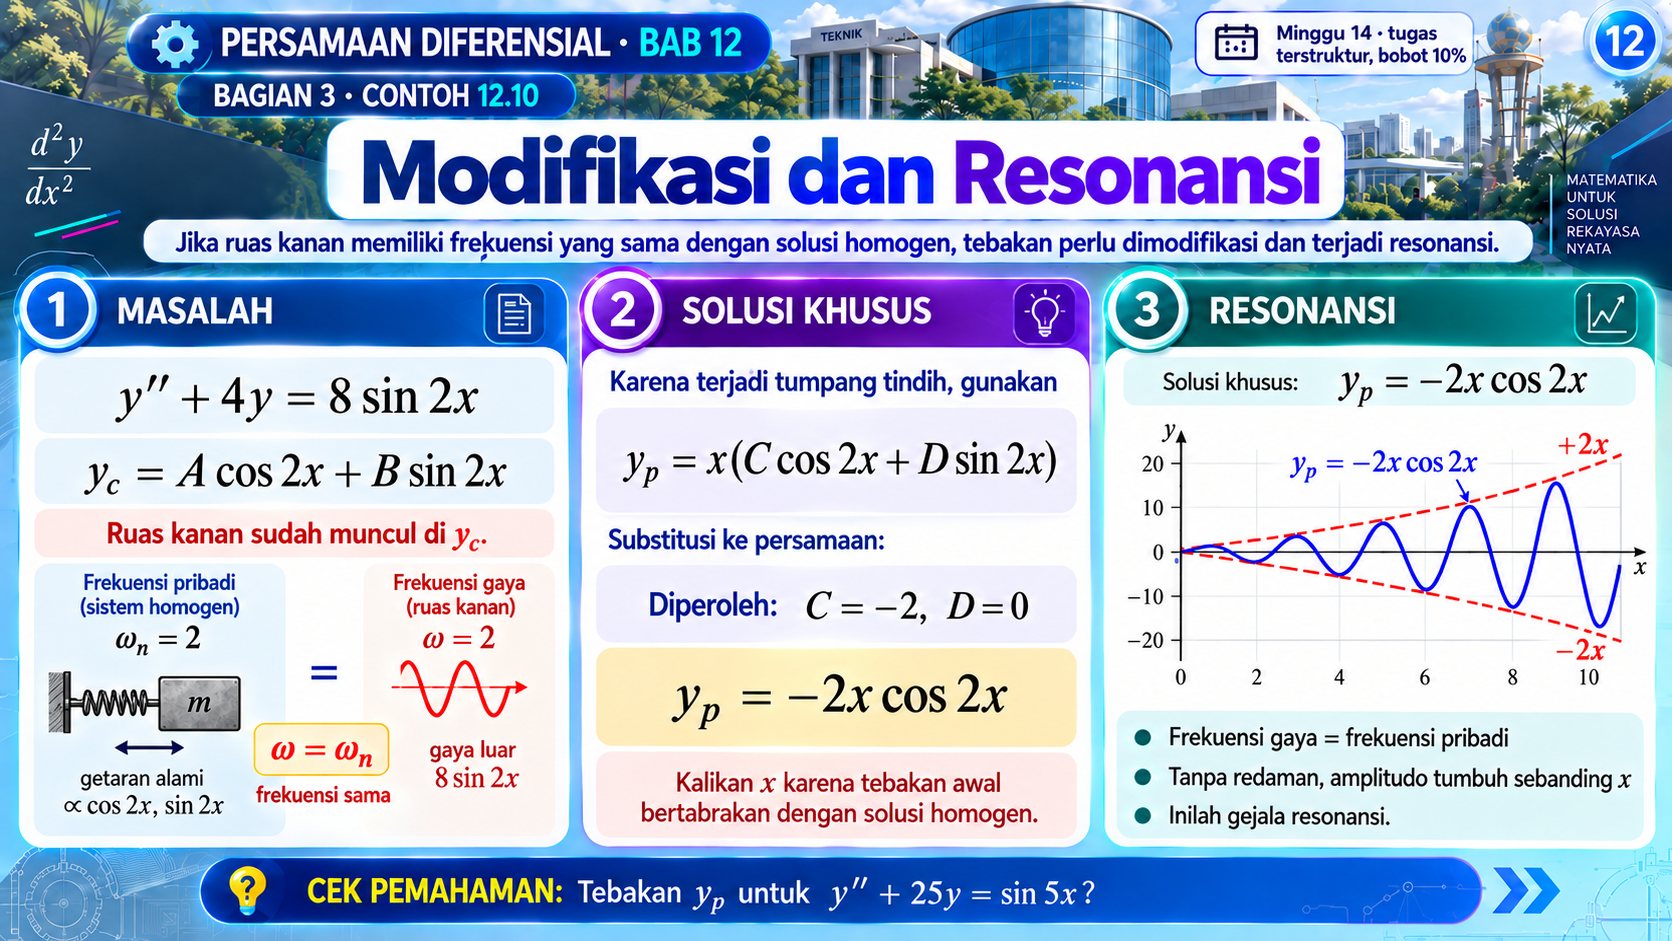 PERSAMAAN DIFERENSIAL · BAB 12
BAGIAN 3 · CONTOH 12.10
TEKNIK
Minggu 14 · tugas
terstruktur, bobot 10%
12
d²y
dx²
MATEMATIKA
UNTUK
SOLUSI
REKAYASA
NYATA
Modifikasi dan Resonansi
Jika ruas kanan memiliki frekuensi yang sama dengan solusi homogen, tebakan perlu dimodifikasi dan terjadi resonansi.
1 MASALAH
y″ + 4y = 8 sin 2x
y_c = A cos 2x + B sin 2x
Ruas kanan sudah muncul di y_c.
Frekuensi pribadi
(sistem homogen)
ω_n = 2
m
getaran alami
∝ cos 2x, sin 2x
=
ω = ω_n
frekuensi sama
Frekuensi gaya
(ruas kanan)
ω = 2
gaya luar
8 sin 2x
2 SOLUSI KHUSUS
Karena terjadi tumpang tindih, gunakan
y_p = x(C cos 2x + D sin 2x)
Substitusi ke persamaan:
Diperoleh: C = −2, D = 0
y_p = −2x cos 2x
Kalikan x karena tebakan awal
bertabrakan dengan solusi homogen.
3 RESONANSI
Solusi khusus: y_p = −2x cos 2x
y
20
10
0
−10
−20
y_p = −2x cos 2x
+2x
−2x
x
0 2 4 6 8 10
Frekuensi gaya = frekuensi pribadi
Tanpa redaman, amplitudo tumbuh sebanding x
Inilah gejala resonansi.
? CEK PEMAHAMAN: Tebakan y_p untuk y″ + 25y = sin 5x?